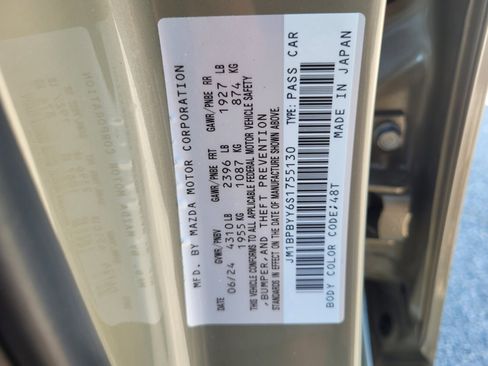 MFD. BY MAZDA MOTOR CORPORATION
DATE GVWR/PNBV GAWR/PNBE FRT GAWR/PNBE RR
06/24 4310 LB 2396 LB 1927 LB
1955 KG 1087 KG 874 KG
THIS VEHICLE CONFORMS TO ALL APPLICABLE FEDERAL MOTOR VEHICLE SAFETY
, BUMPER, AND THEFT PREVENTION
STANDARDS IN EFFECT ON THE DATE OF MANUFACTURE SHOWN ABOVE.
JM1BPBYY6S1755130 TYPE: PASS CAR
BODY COLOR CODE;48T MADE IN JAPAN